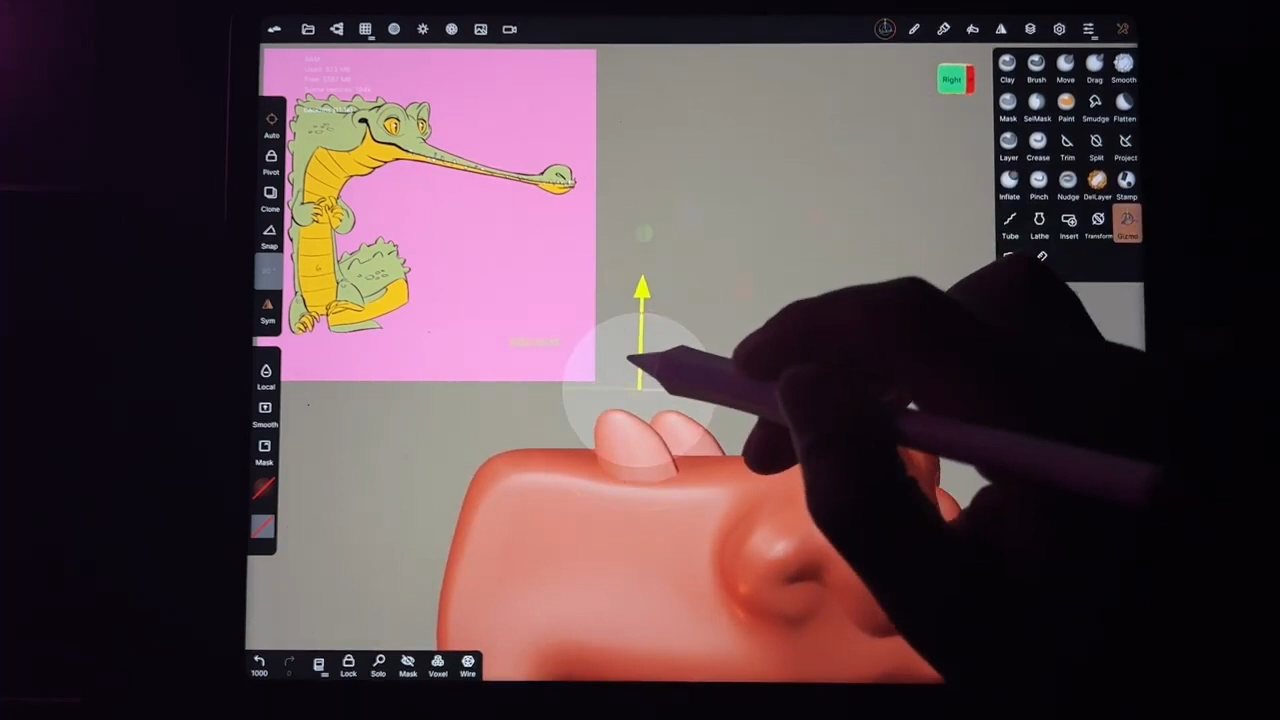 Right
Clay Brush Move Drag Smooth
Mask SelMask Paint Smudge Flatten
Layer Crease Trim Split Project
Inflate Pinch Nudge DelLayer Stamp
Tube Lathe Insert Transform Gizmo
Auto
Pivot
Clone
Snap
Sym
Local
Smooth
Mask
1000 0 Lock Solo Mask Voxel Wire